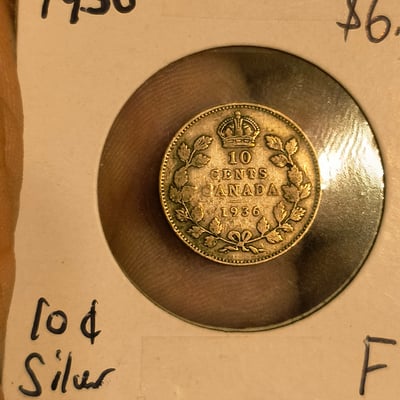 1936
$6.
10
CENTS
CANADA
1936
10¢
Silver
F